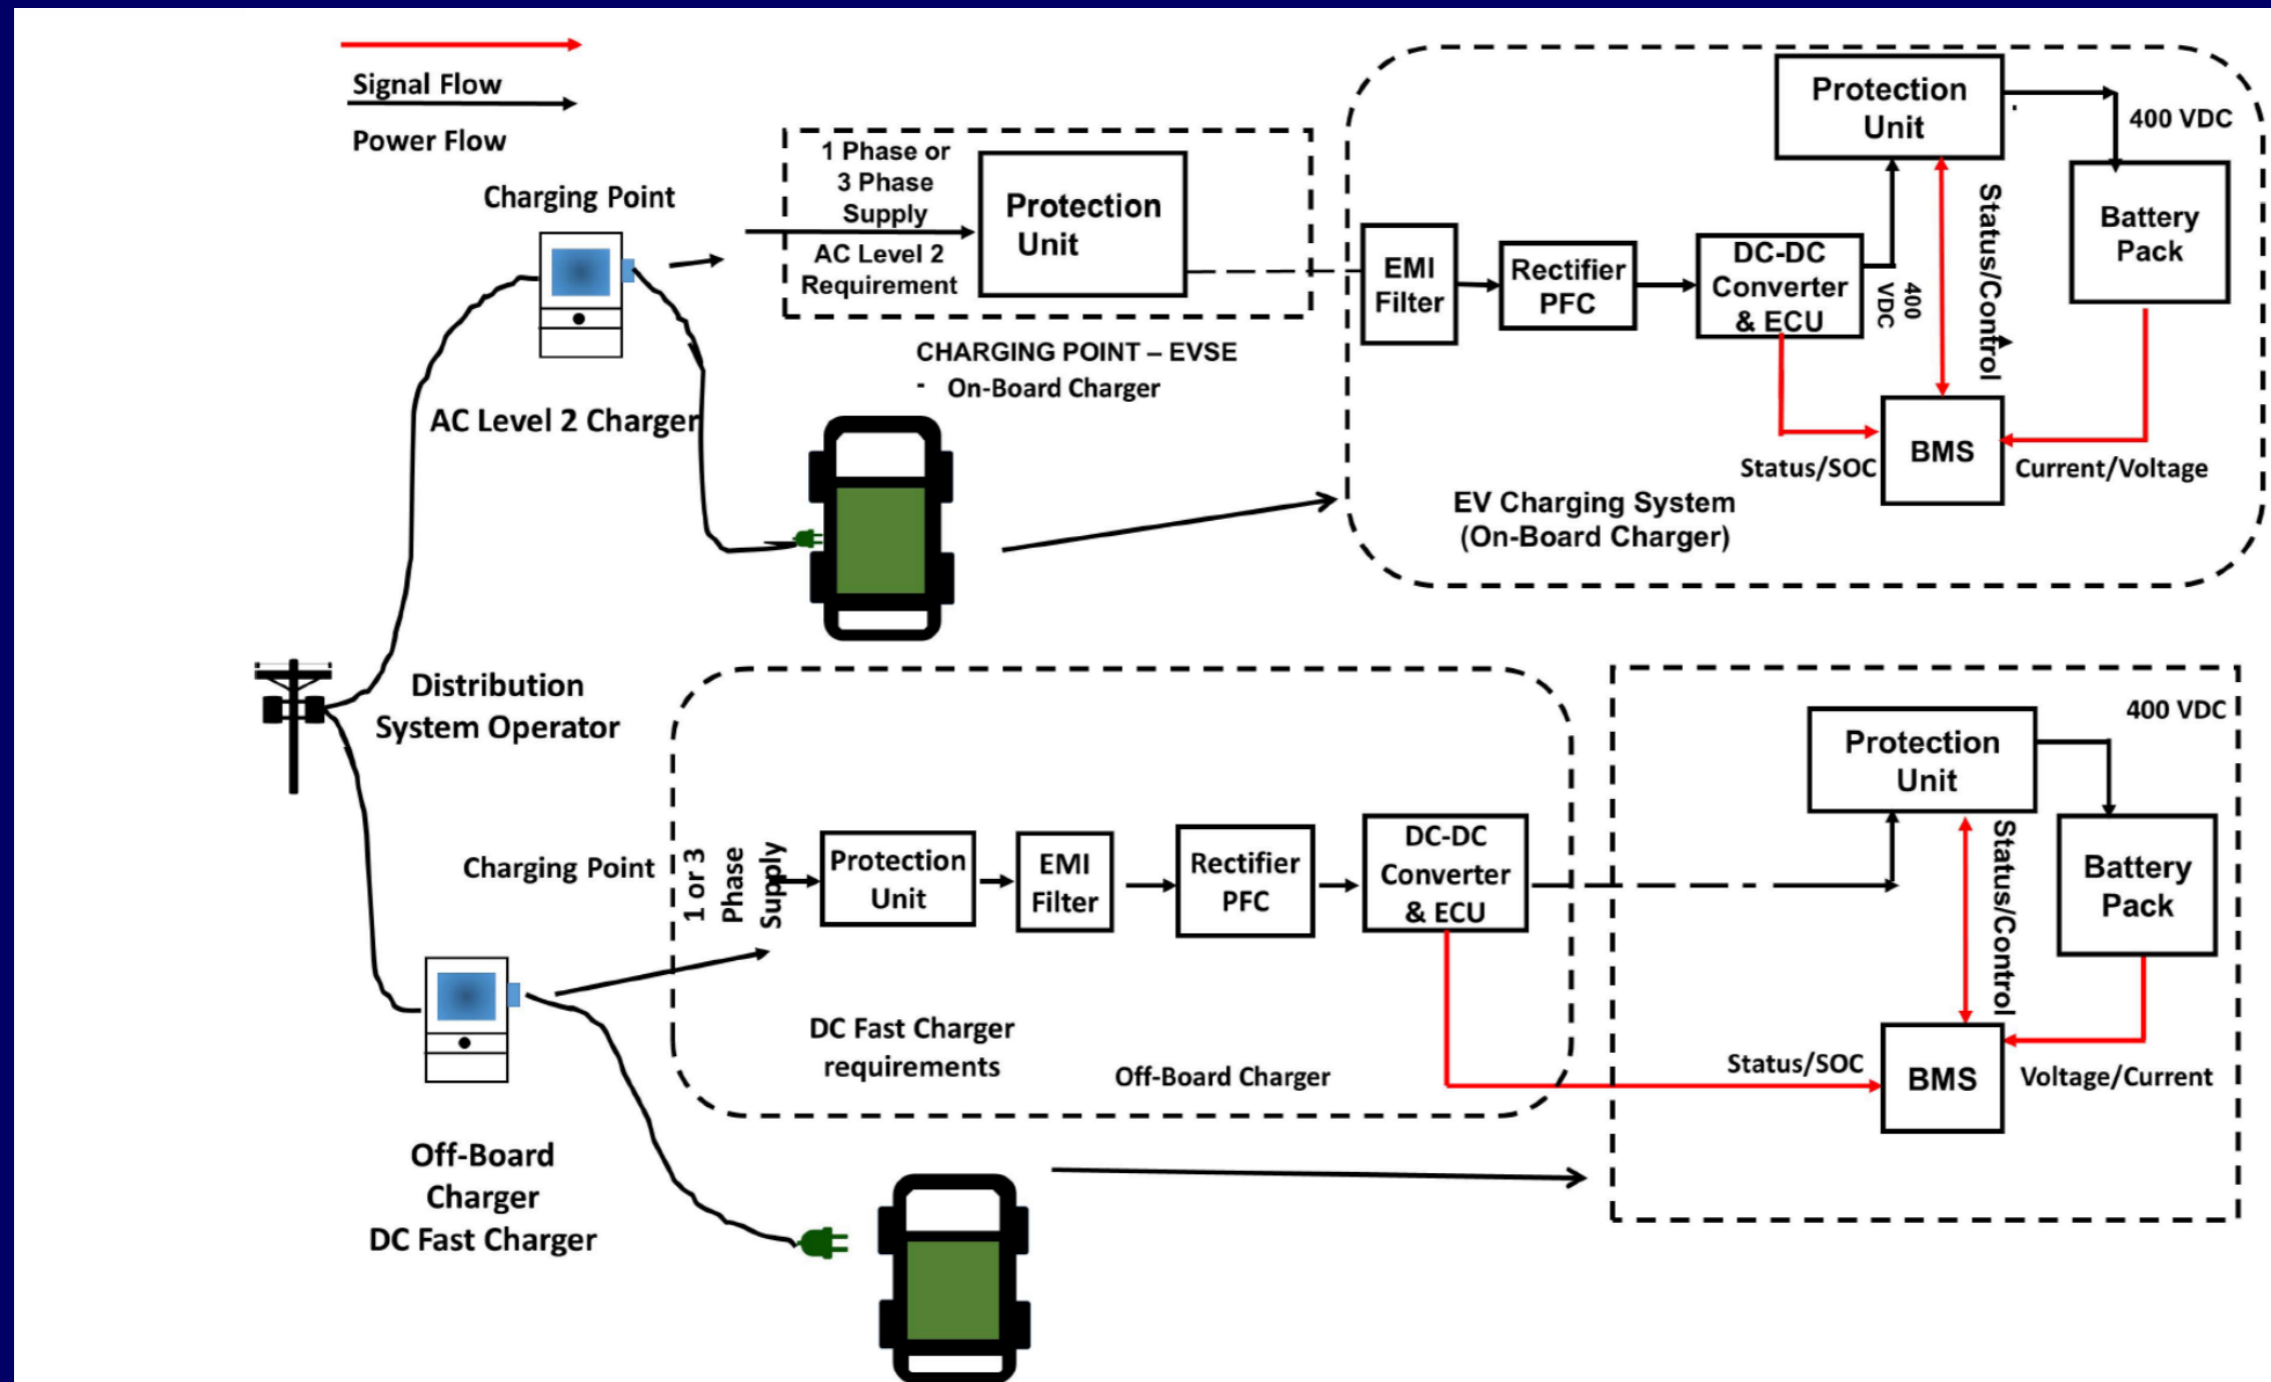 Signal Flow
Power Flow
Charging Point
1 Phase or
3 Phase
Supply
AC Level 2
Requirement
Protection
Unit
CHARGING POINT – EVSE
- On-Board Charger
AC Level 2 Charger
EMI
Filter
Rectifier
PFC
DC-DC
Converter
& ECU
400
VDC
Protection
Unit
400 VDC
Battery
Pack
Status/Control
BMS
Status/SOC
Current/Voltage
EV Charging System
(On-Board Charger)
Distribution
System Operator
Charging Point
1 or 3
Phase
Supply
Protection
Unit
EMI
Filter
Rectifier
PFC
DC-DC
Converter
& ECU
DC Fast Charger
requirements
Off-Board Charger
Protection
Unit
400 VDC
Battery
Pack
Status/Control
Status/SOC
BMS
Voltage/Current
Off-Board
Charger
DC Fast Charger